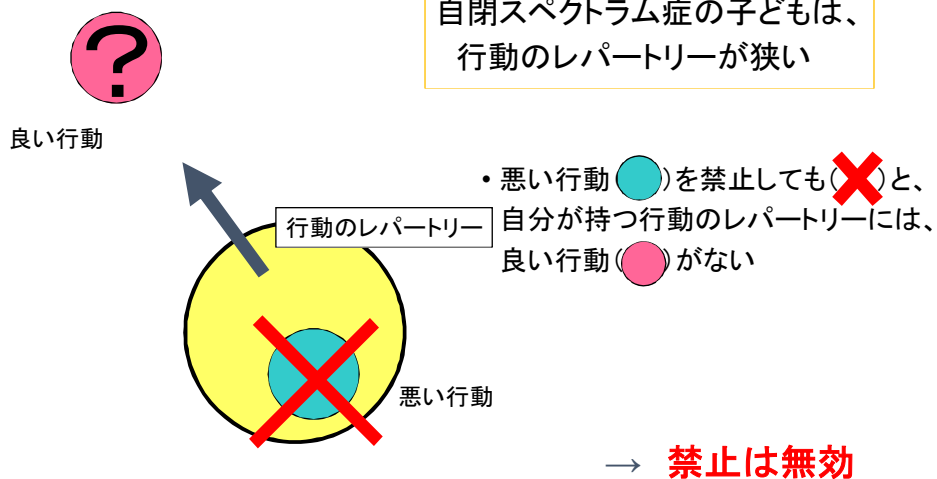 自閉スペクトラム症の子どもは、
行動のレパートリーが狭い
?
良い行動
・悪い行動( )を禁止しても( )と、
行動のレパートリー
自分が持つ行動のレパートリーには、
良い行動( )がない
悪い行動
→ 禁止は無効